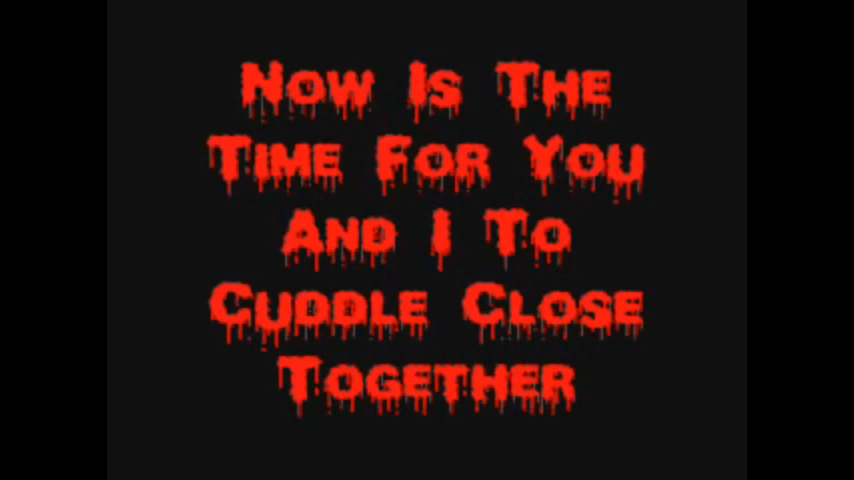 Now Is The
Time For You
And I To
Cuddle Close
Together